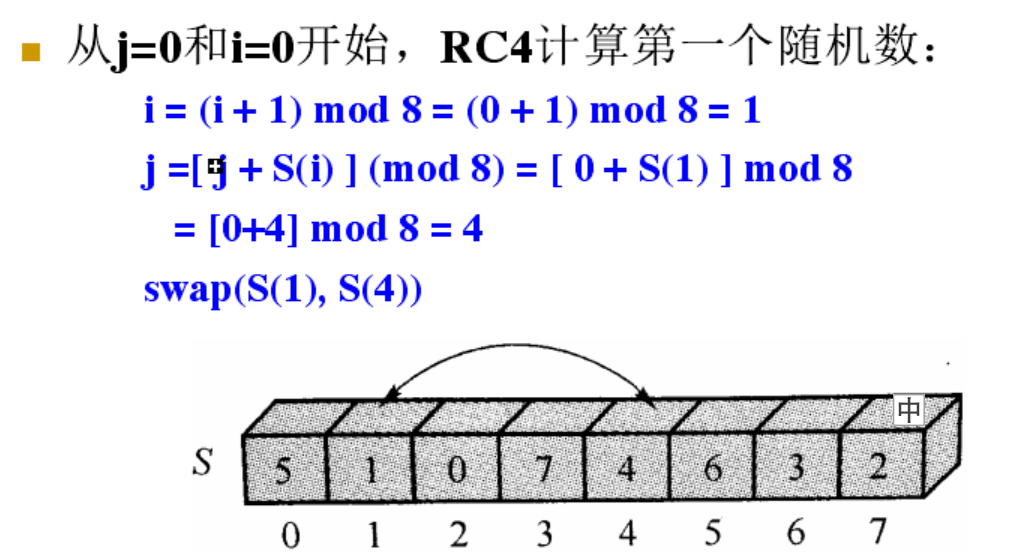 从j=0和i=0开始，RC4计算第一个随机数：
i = (i + 1) mod 8 = (0 + 1) mod 8 = 1
j =[ j + S(i) ] (mod 8) = [ 0 + S(1) ] mod 8
= [0+4] mod 8 = 4
swap(S(1), S(4))
中
S 5 1 0 7 4 6 3 2
0 1 2 3 4 5 6 7